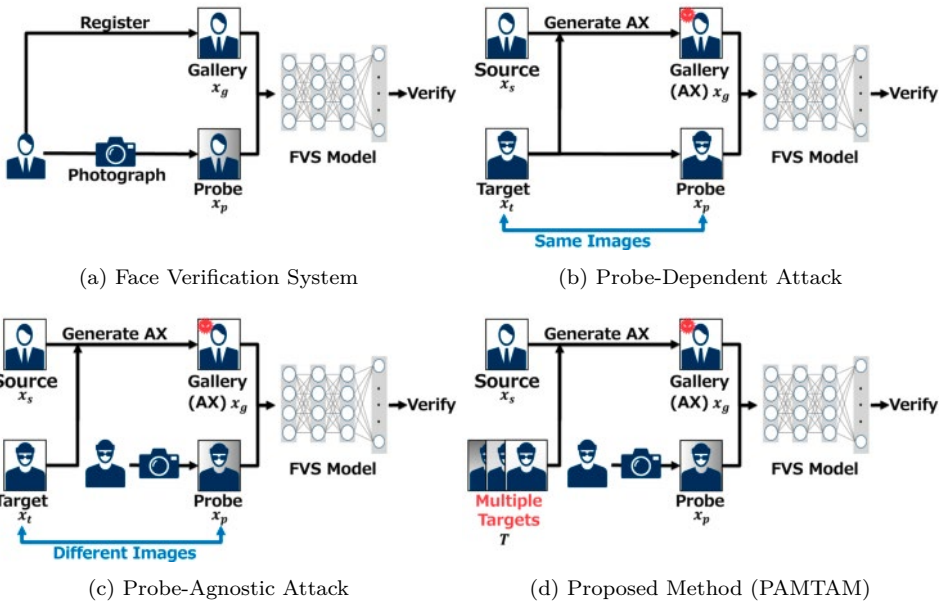 Register
Gallery
x_g
Photograph
Probe
x_p
FVS Model
Verify
(a) Face Verification System
Generate AX
Source
x_s
Gallery
(AX) x_g
Target
x_t
Probe
x_p
Same Images
FVS Model
Verify
(b) Probe-Dependent Attack
Generate AX
Source
x_s
Gallery
(AX) x_g
Target
x_t
Probe
x_p
Different Images
FVS Model
Verify
(c) Probe-Agnostic Attack
Generate AX
Source
x_s
Gallery
(AX) x_g
Multiple
Targets
T
Probe
x_p
FVS Model
Verify
(d) Proposed Method (PAMTAM)